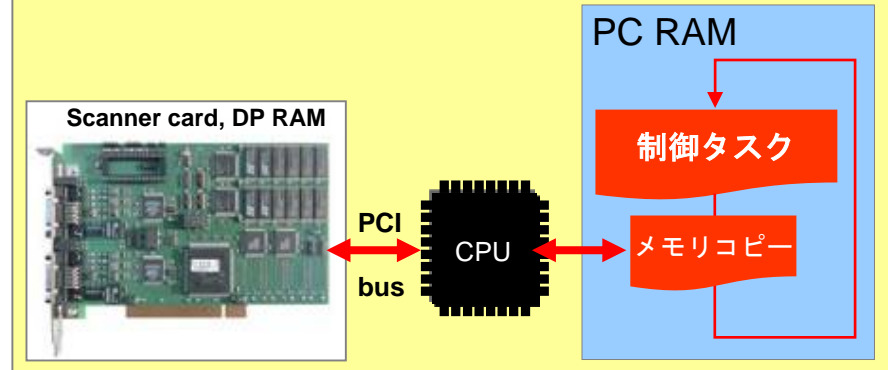 PC RAM
Scanner card, DP RAM
制御タスク
PCI
bus
CPU
メモリコピー